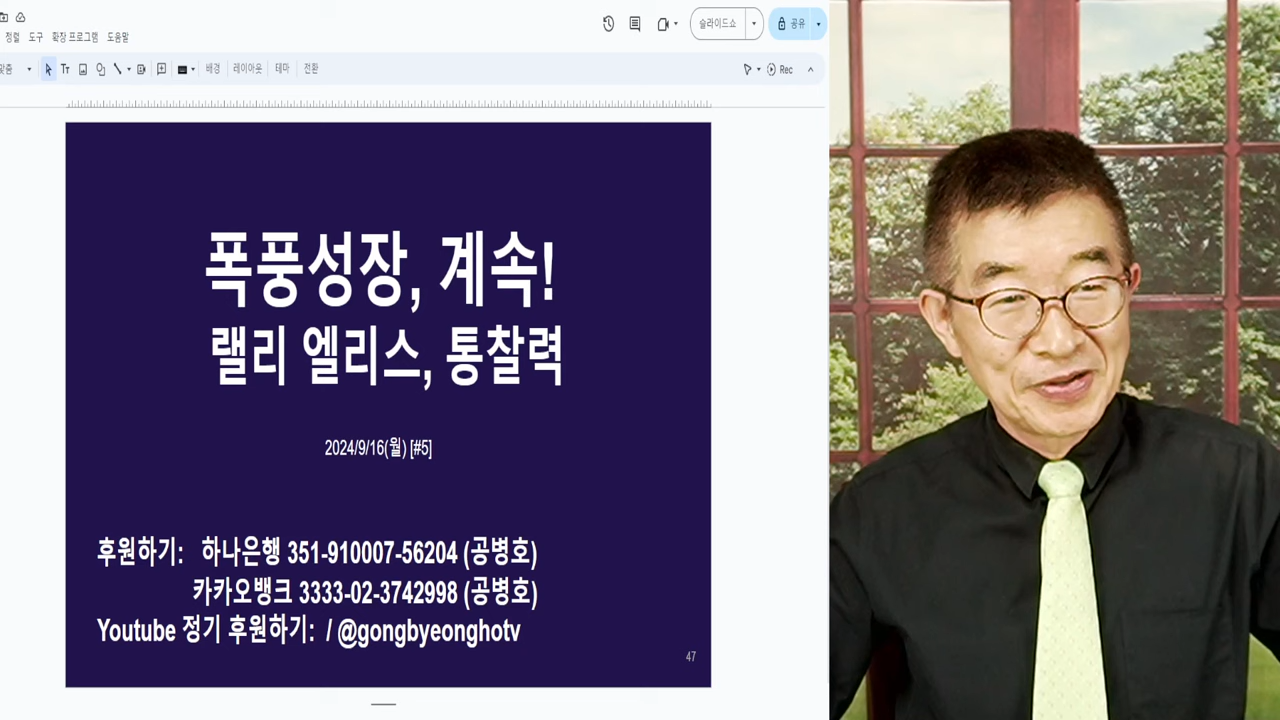 정렬 도구 확장 프로그램 도움말
슬라이드쇼
공유
맞춤
배경 레이아웃 테마 전환
Rec
폭풍성장, 계속!
랠리 엘리스, 통찰력
2024/9/16(월) [#5]
후원하기: 하나은행 351-910007-56204 (공병호)
카카오뱅크 3333-02-3742998 (공병호)
Youtube 정기 후원하기: / @gongbyeonghotv
47